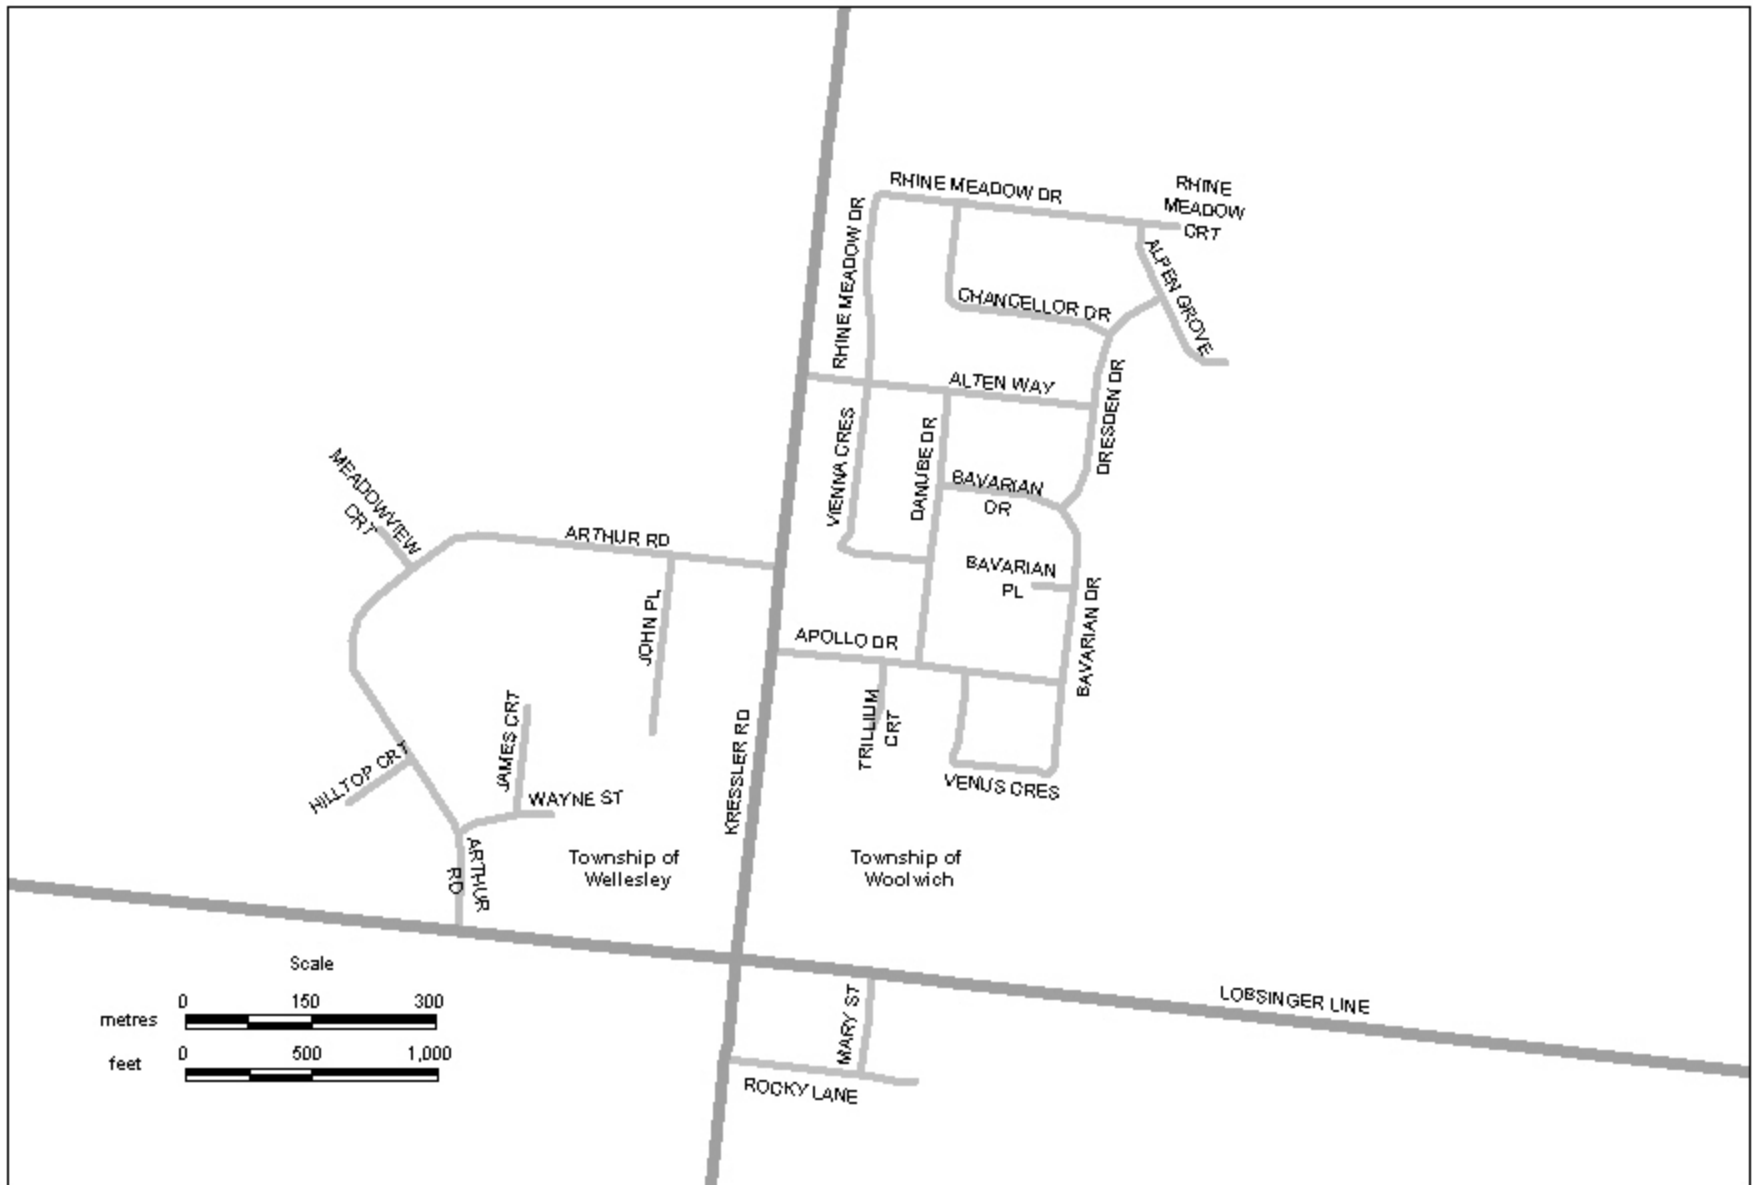 RHINE MEADOW DR
RHINE
MEADOW
CRT
RHINE MEADOW DR
ALPEN GROVE
CHANCELLOR DR
ALTEN WAY
DRESDEN DR
VIENNA CRES
DANUBE DR
BAVARIAN
DR
MEADOWVIEW
CRT
ARTHUR RD
BAVARIAN
PL
BAVARIAN DR
JOHN PL
APOLLO DR
TRILLIUM
CRT
JAMES CRT
KRESSLER RD
HILLTOP CRT
WAYNE ST
VENUS CRES
ARTHUR
RD
Township of
Wellesley
Township of
Woolwich
Scale
0 150 300
metres
0 500 1,000
feet
LOBSINGER LINE
MARY ST
ROCKY LANE